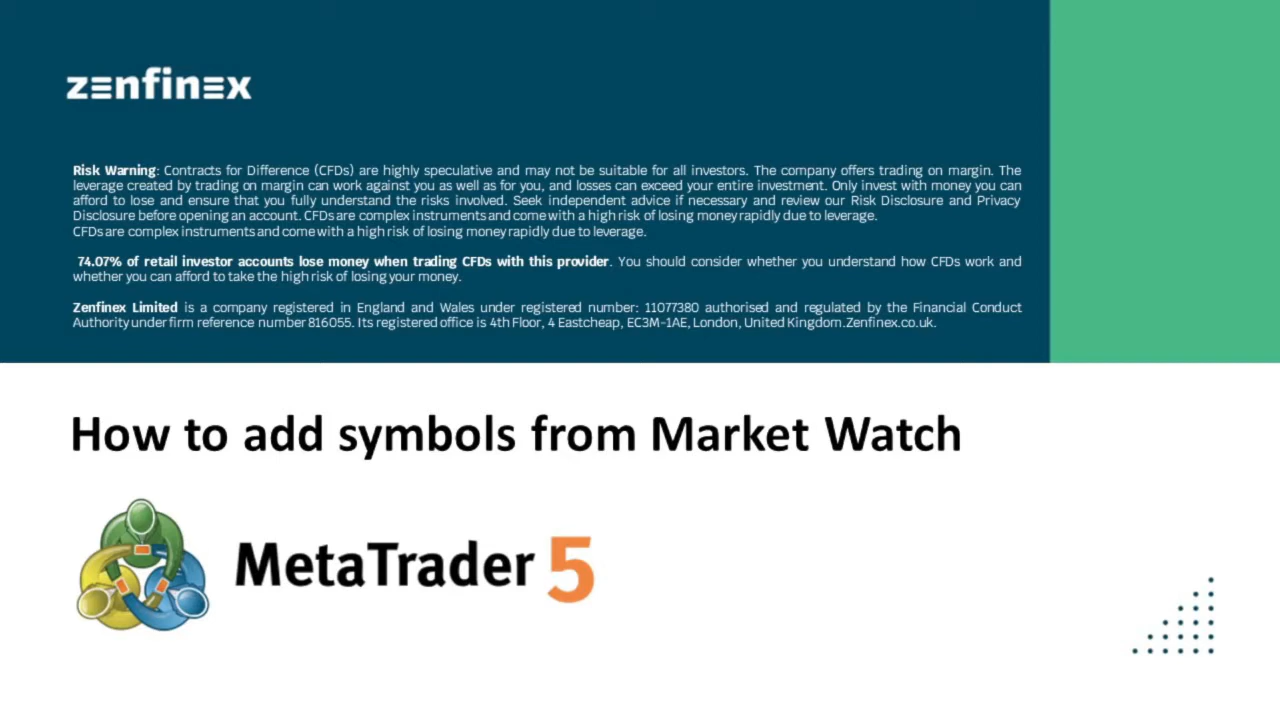 zenfinex
Risk Warning: Contracts for Difference (CFDs) are highly speculative and may not be suitable for all investors. The company offers trading on margin. The
leverage created by trading on margin can work against you as well as for you, and losses can exceed your entire investment. Only invest with money you can
afford to lose and ensure that you fully understand the risks involved. Seek independent advice if necessary and review our Risk Disclosure and Privacy
Disclosure before opening an account. CFDs are complex instruments and come with a high risk of losing money rapidly due to leverage.
CFDs are complex instruments and come with a high risk of losing money rapidly due to leverage.
74.07% of retail investor accounts lose money when trading CFDs with this provider. You should consider whether you understand how CFDs work and
whether you can afford to take the high risk of losing your money.
Zenfinex Limited is a company registered in England and Wales under registered number: 11077380 authorised and regulated by the Financial Conduct
Authority under firm reference number 816055. Its registered office is 4th Floor, 4 Eastcheap, EC3M-1AE, London, United Kingdom.Zenfinex.co.uk.
How to add symbols from Market Watch
MetaTrader 5